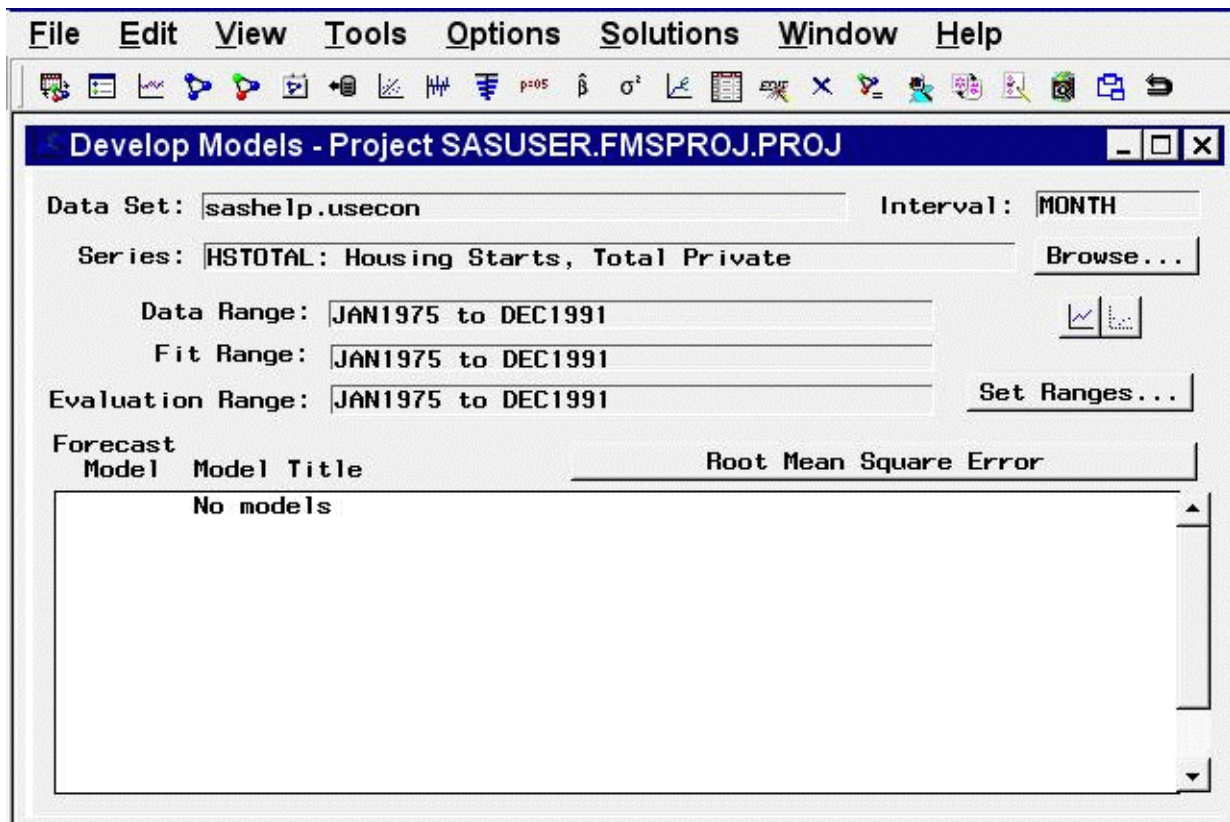 File Edit View Tools Options Solutions Window Help
p=05 β̂ σ²
Develop Models - Project SASUSER.FMSPROJ.PROJ
Data Set: sashelp.usecon Interval: MONTH
Series: HSTOTAL: Housing Starts, Total Private Browse...
Data Range: JAN1975 to DEC1991
Fit Range: JAN1975 to DEC1991
Evaluation Range: JAN1975 to DEC1991 Set Ranges...
Forecast
Model Model Title Root Mean Square Error
No models